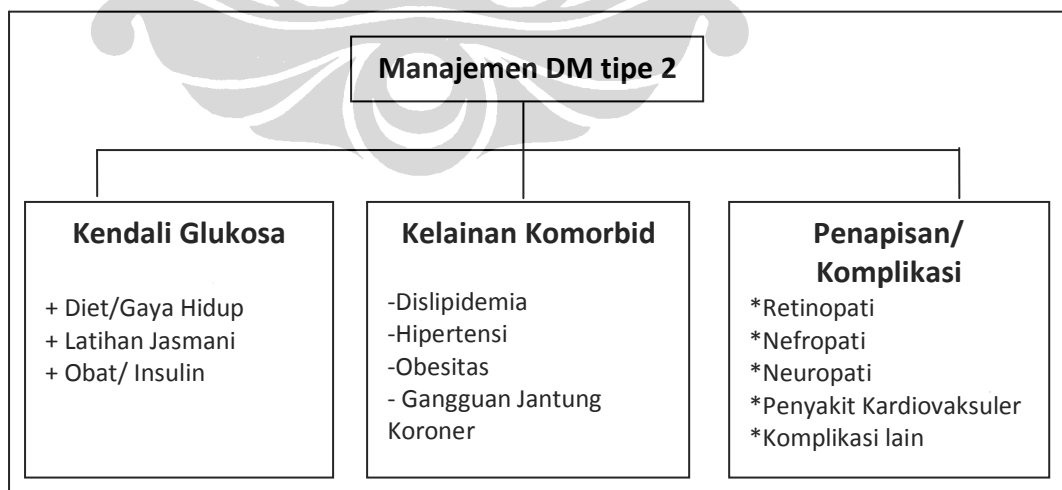 Manajemen DM tipe 2
Kendali Glukosa
+ Diet/Gaya Hidup
+ Latihan Jasmani
+ Obat/ Insulin
Kelainan Komorbid
-Dislipidemia
-Hipertensi
-Obesitas
- Gangguan Jantung
Koroner
Penapisan/
Komplikasi
*Retinopati
*Nefropati
*Neuropati
*Penyakit Kardiovaksuler
*Komplikasi lain